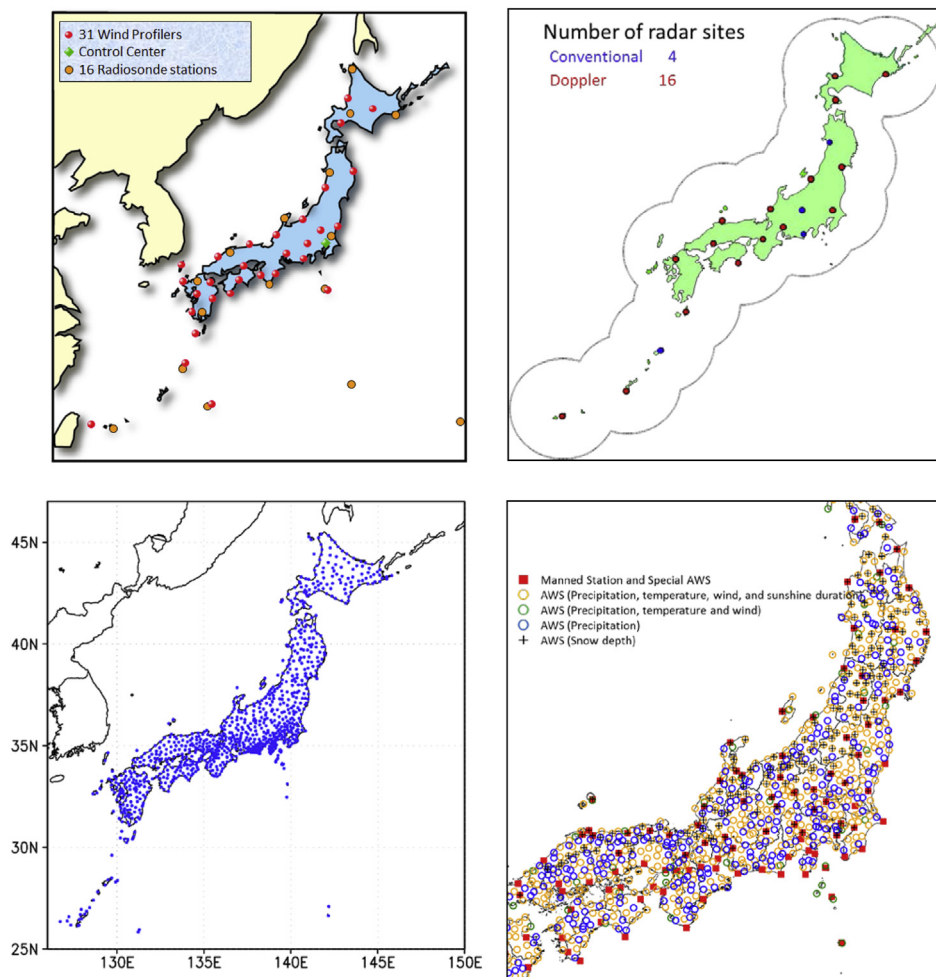 31 Wind Profilers
Control Center
16 Radiosonde stations
Number of radar sites
Conventional 4
Doppler 16
45N
40N
35N
30N
25N
130E 135E 140E 145E 150E
Manned Station and Special AWS
AWS (Precipitation, temperature, wind, and sunshine duration)
AWS (Precipitation, temperature and wind)
AWS (Precipitation)
AWS (Snow depth)